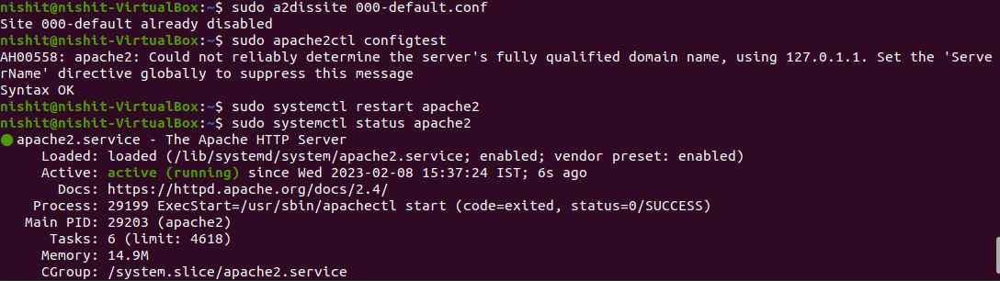 nishit@nishit-VirtualBox:~$ sudo a2dissite 000-default.conf
Site 000-default already disabled
nishit@nishit-VirtualBox:~$ sudo apache2ctl configtest
AH00558: apache2: Could not reliably determine the server's fully qualified domain name, using 127.0.1.1. Set the 'Serve
rName' directive globally to suppress this message
Syntax OK
nishit@nishit-VirtualBox:~$ sudo systemctl restart apache2
nishit@nishit-VirtualBox:~$ sudo systemctl status apache2
● apache2.service - The Apache HTTP Server
Loaded: loaded (/lib/systemd/system/apache2.service; enabled; vendor preset: enabled)
Active: active (running) since Wed 2023-02-08 15:37:24 IST; 6s ago
Docs: https://httpd.apache.org/docs/2.4/
Process: 29199 ExecStart=/usr/sbin/apachectl start (code=exited, status=0/SUCCESS)
Main PID: 29203 (apache2)
Tasks: 6 (limit: 4618)
Memory: 14.9M
CGroup: /system.slice/apache2.service